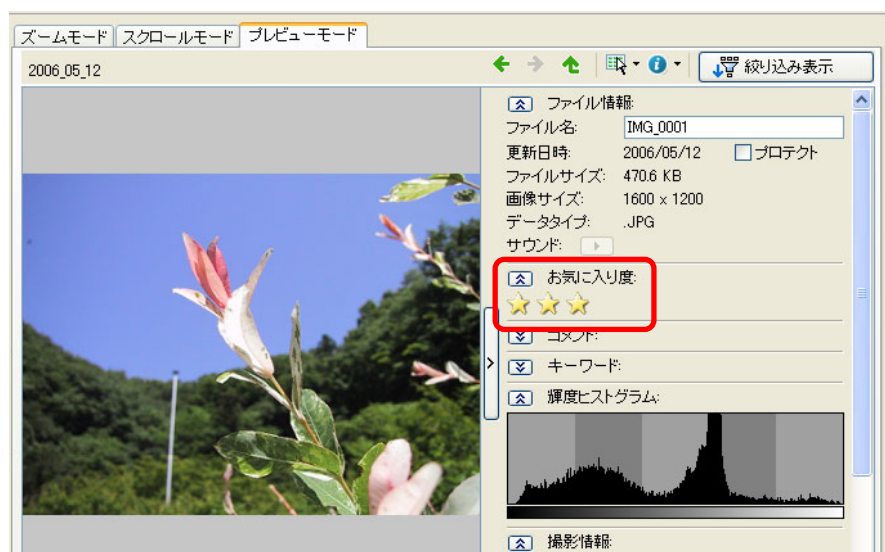 ズームモード スクロールモード プレビューモード
2006_05_12 絞り込み表示
ファイル情報:
ファイル名: IMG_0001
更新日時: 2006/05/12 プロテクト
ファイルサイズ: 470.6 KB
画像サイズ: 1600 x 1200
データタイプ: .JPG
サウンド:
お気に入り度:
コメント:
キーワード:
輝度ヒストグラム:
撮影情報: